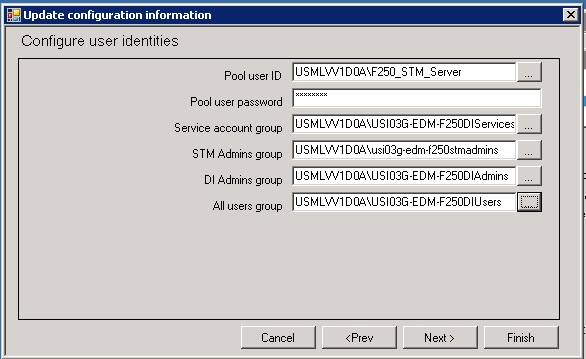 Update configuration information
Configure user identities
Pool user ID USMLVV1D0A\F250_STM_Server ...
Pool user password ********
Service account group USMLVV1D0A\USI03G-EDM-F250DIServices ...
STM Admins group USMLVV1D0A\usi03g-edm-f250stmadmins ...
DI Admins group USMLVV1D0A\USI03G-EDM-F250DIAdmins ...
All users group USMLVV1D0A\USI03G-EDM-F250DIUsers ...
Cancel <Prev Next > Finish